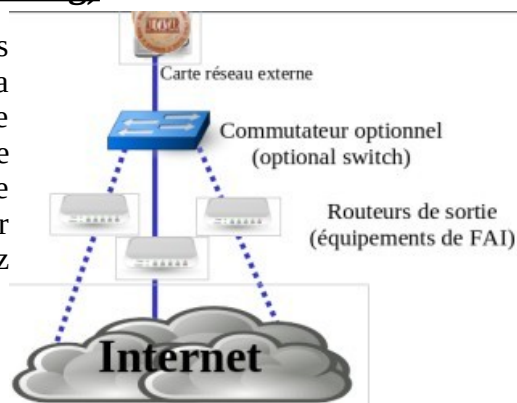 s
Carte réseau externe
a
e
Commutateur optionnel
e
(optional switch)
e
Routeurs de sortie
r
(équipements de FAI)
z
Internet